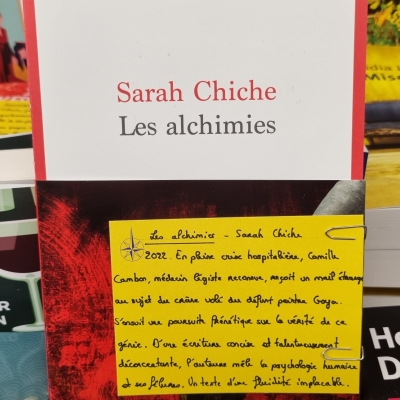 Sarah Chiche
Les alchimies
Les alchimies - Sarah Chiche
2022. En pleine crise hospitalière, Camille
Cambon, médecin légiste reconnue, reçoit un mail étrange
au sujet du crâne volé du défunt peintre Goya.
S'ensuit une poursuite frénétique sur la vérité de ce
génie. D'une écriture concise et talentueusement
déconcertante, l'auteure mêle la psychologie humaine
et ses fêlures. Un texte d'une fluidité implacable.